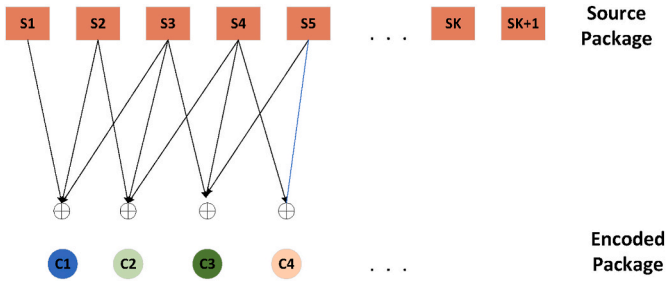 S1 S2 S3 S4 S5 . . . SK SK+1
Source
Package
Encoded
Package
C1 C2 C3 C4 . . .